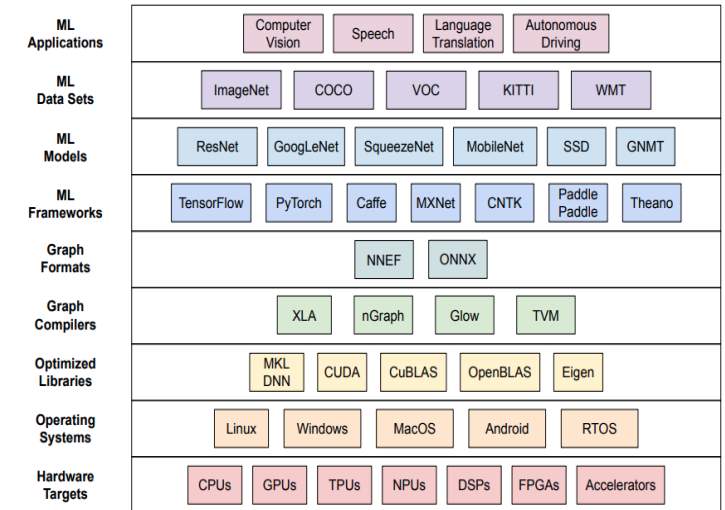 ML
Applications
Computer
Vision
Speech
Language
Translation
Autonomous
Driving
ML
Data Sets
ImageNet
COCO
VOC
KITTI
WMT
ML
Models
ResNet
GoogLeNet
SqueezeNet
MobileNet
SSD
GNMT
ML
Frameworks
TensorFlow
PyTorch
Caffe
MXNet
CNTK
Paddle
Paddle
Theano
Graph
Formats
NNEF
ONNX
Graph
Compilers
XLA
nGraph
Glow
TVM
Optimized
Libraries
MKL
DNN
CUDA
CuBLAS
OpenBLAS
Eigen
Operating
Systems
Linux
Windows
MacOS
Android
RTOS
Hardware
Targets
CPUs
GPUs
TPUs
NPUs
DSPs
FPGAs
Accelerators